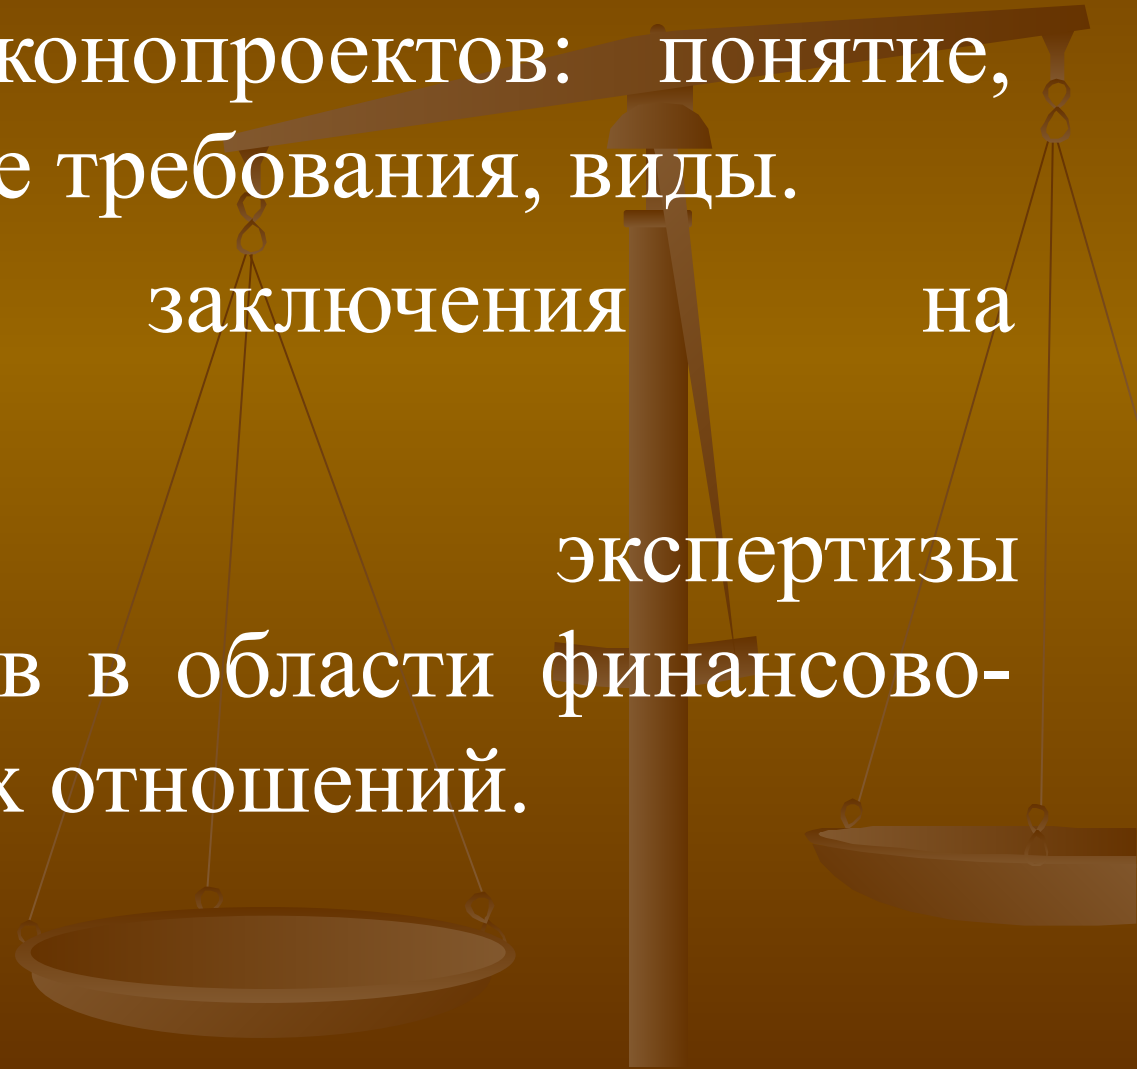 конопроектов: понятие,
е требования, виды.
заключения на
экспертизы
в в области финансово-
х отношений.